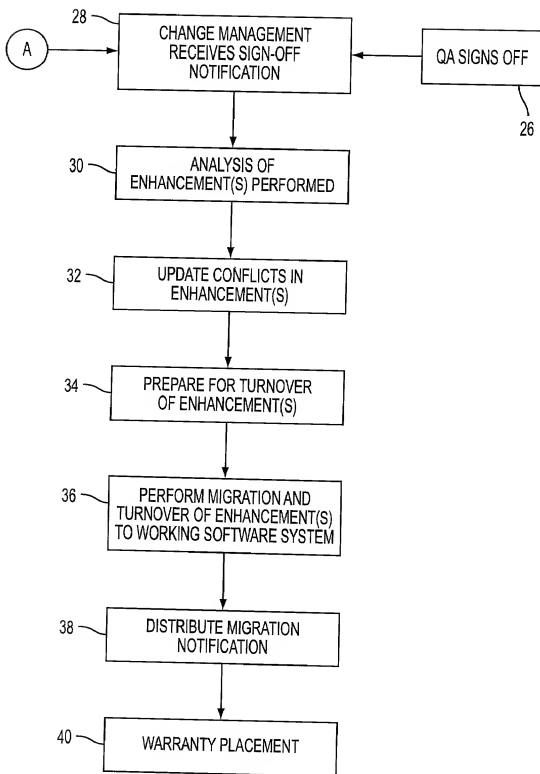 28
A
CHANGE MANAGEMENT
RECEIVES SIGN-OFF
NOTIFICATION
QA SIGNS OFF
26
30
ANALYSIS OF
ENHANCEMENT(S) PERFORMED
32
UPDATE CONFLICTS IN
ENHANCEMENT(S)
34
PREPARE FOR TURNOVER
OF ENHANCEMENT(S)
36
PERFORM MIGRATION AND
TURNOVER OF ENHANCEMENT(S)
TO WORKING SOFTWARE SYSTEM
38
DISTRIBUTE MIGRATION
NOTIFICATION
40
WARRANTY PLACEMENT